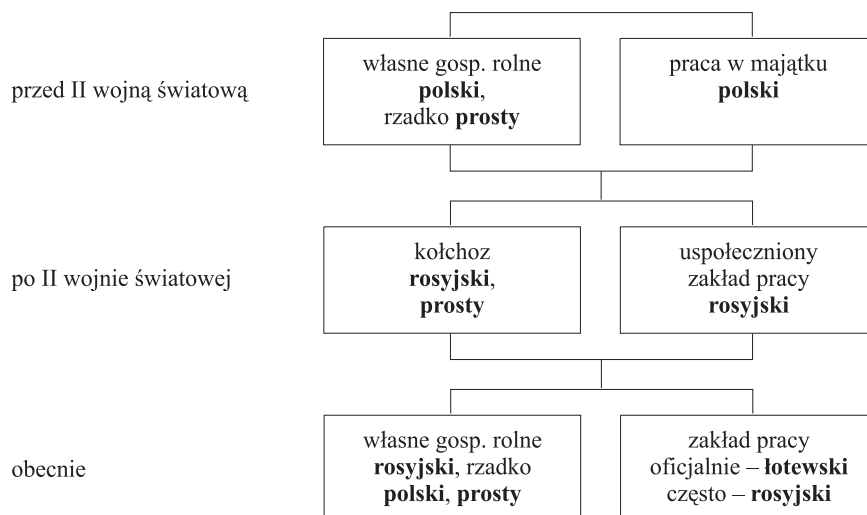 przed II wojną światową
własne gosp. rolne
polski,
rzadko prosty
praca w majątku
polski
po II wojnie światowej
kołchoz
rosyjski,
prosty
uspołeczniony
zakład pracy
rosyjski
obecnie
własne gosp. rolne
rosyjski, rzadko
polski, prosty
zakład pracy
oficjalnie – łotewski
często – rosyjski